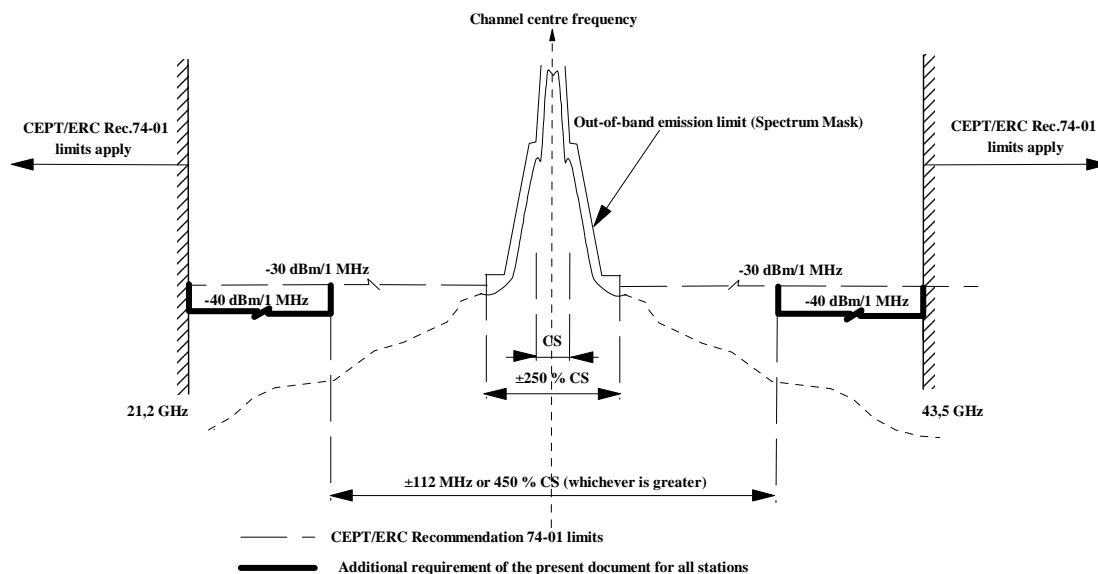 Channel centre frequency
CEPT/ERC Rec.74-01
limits apply
Out-of-band emission limit (Spectrum Mask)
CEPT/ERC Rec.74-01
limits apply
-30 dBm/1 MHz
-40 dBm/1 MHz
-30 dBm/1 MHz
-40 dBm/1 MHz
CS
±250 % CS
21,2 GHz
43,5 GHz
±112 MHz or 450 % CS (whichever is greater)
CEPT/ERC Recommendation 74-01 limits
Additional requirement of the present document for all stations